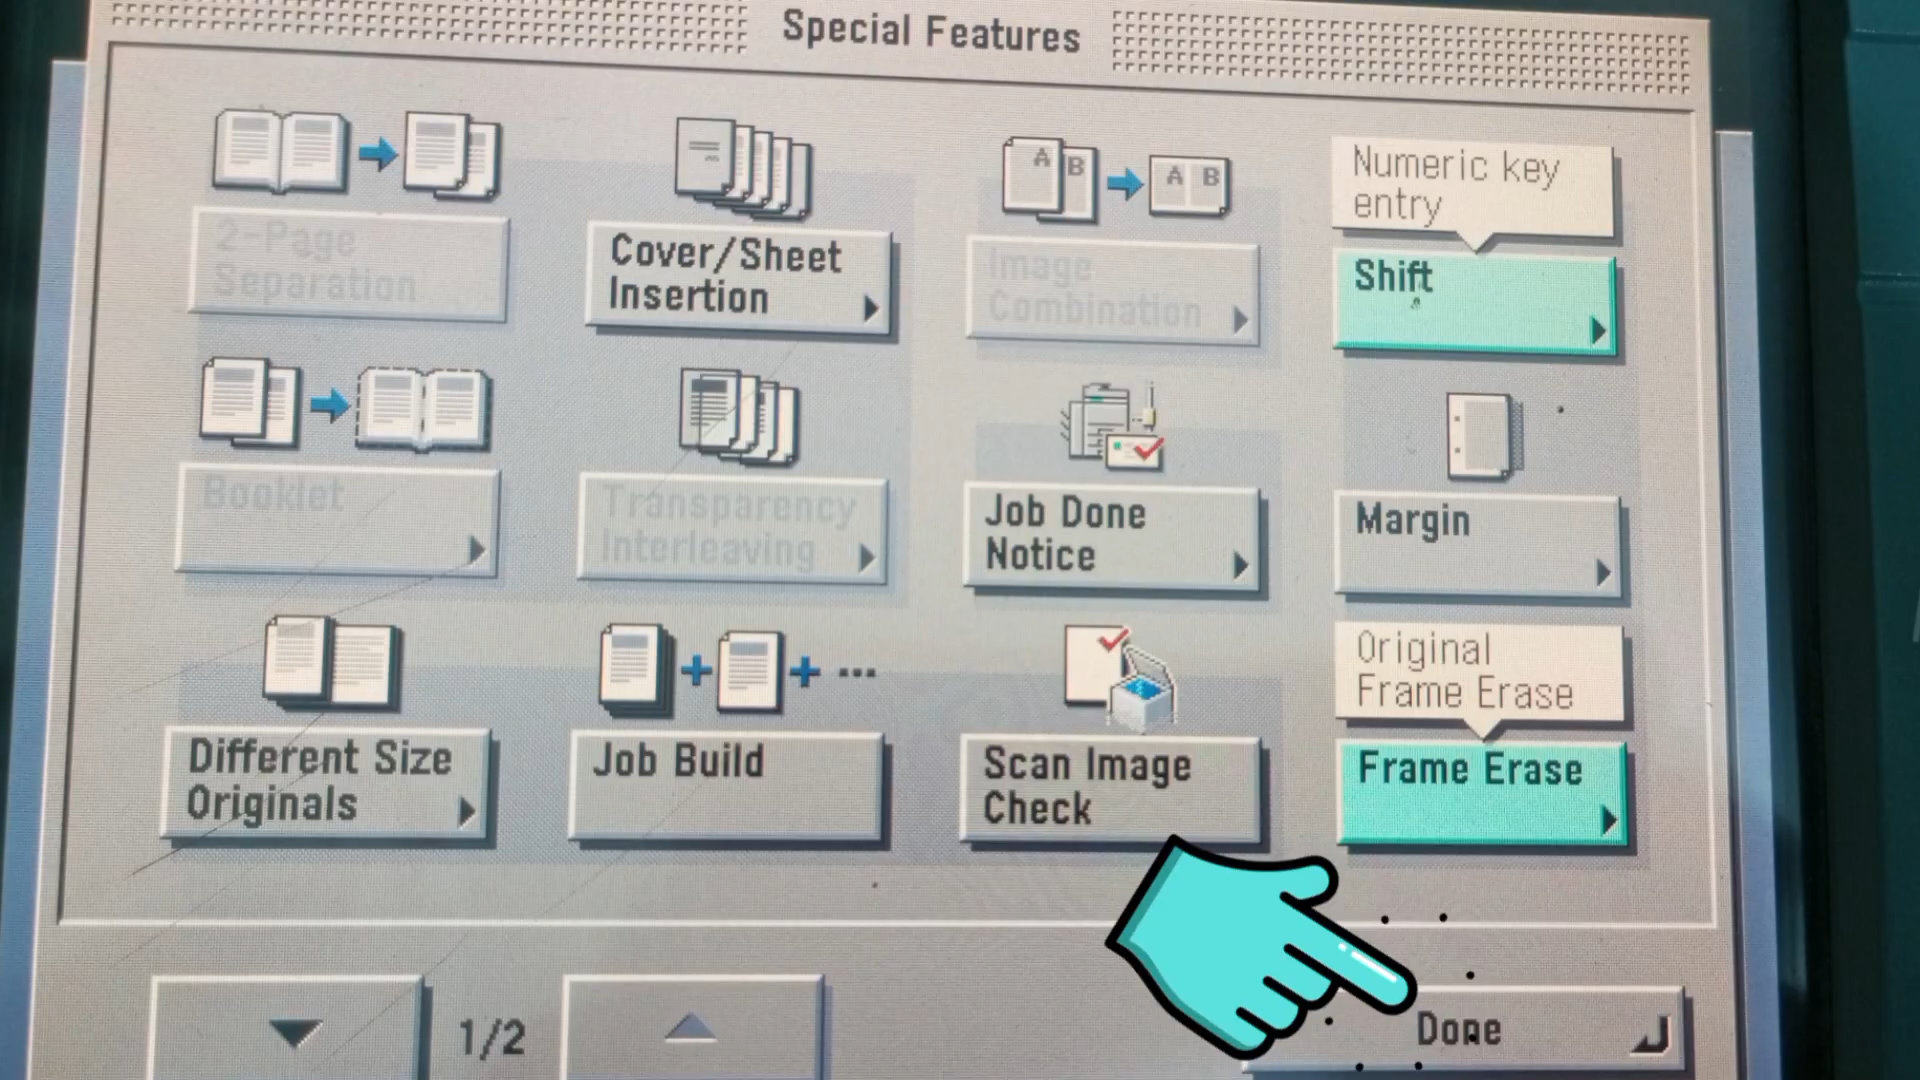 Special Features
A B
A B
Numeric key
entry
2-Page
Separation
Cover/Sheet
Insertion
Image
Combination
Shift
Booklet
Transparency
Interleaving
Job Done
Notice
Margin
Original
Frame Erase
Different Size
Originals
Job Build
Scan Image
Check
Frame Erase
1/2
Done